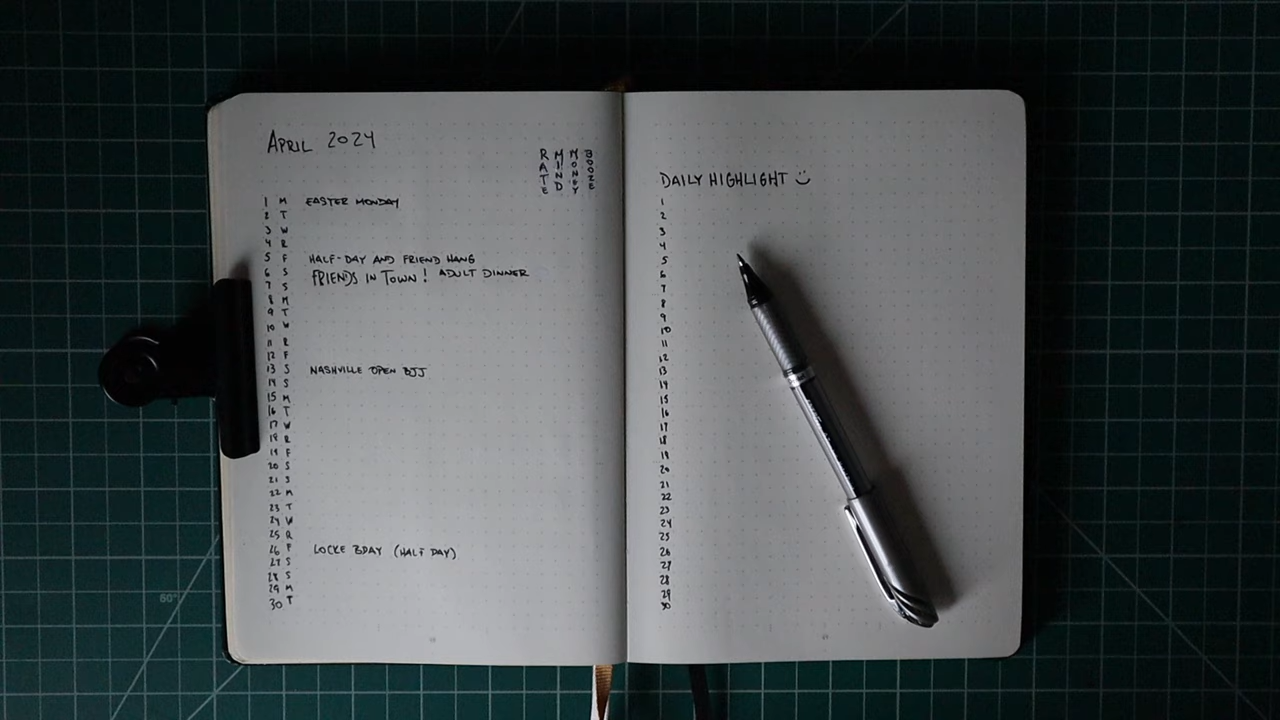 APRIL 2024
RATE MIND MONEY BOOZE
1 M EASTER MONDAY
2 T
3 W
4 R
5 F HALF-DAY AND FRIEND HANG
6 S FRIENDS IN TOWN! ADULT DINNER
7 S
8 M
9 T
10 W
11 R
12 F
13 S NASHVILLE OPEN BJJ
14 S
15 M
16 T
17 W
18 R
19 F
20 S
21 S
22 M
23 T
24 W
25 R
26 F LOCKE BDAY (HALF DAY)
27 S
28 S
29 M
30 T
DAILY HIGHLIGHT
1
2
3
4
5
6
7
8
9
10
11
12
13
14
15
16
17
18
19
20
21
22
23
24
25
26
27
28
29
30
60°